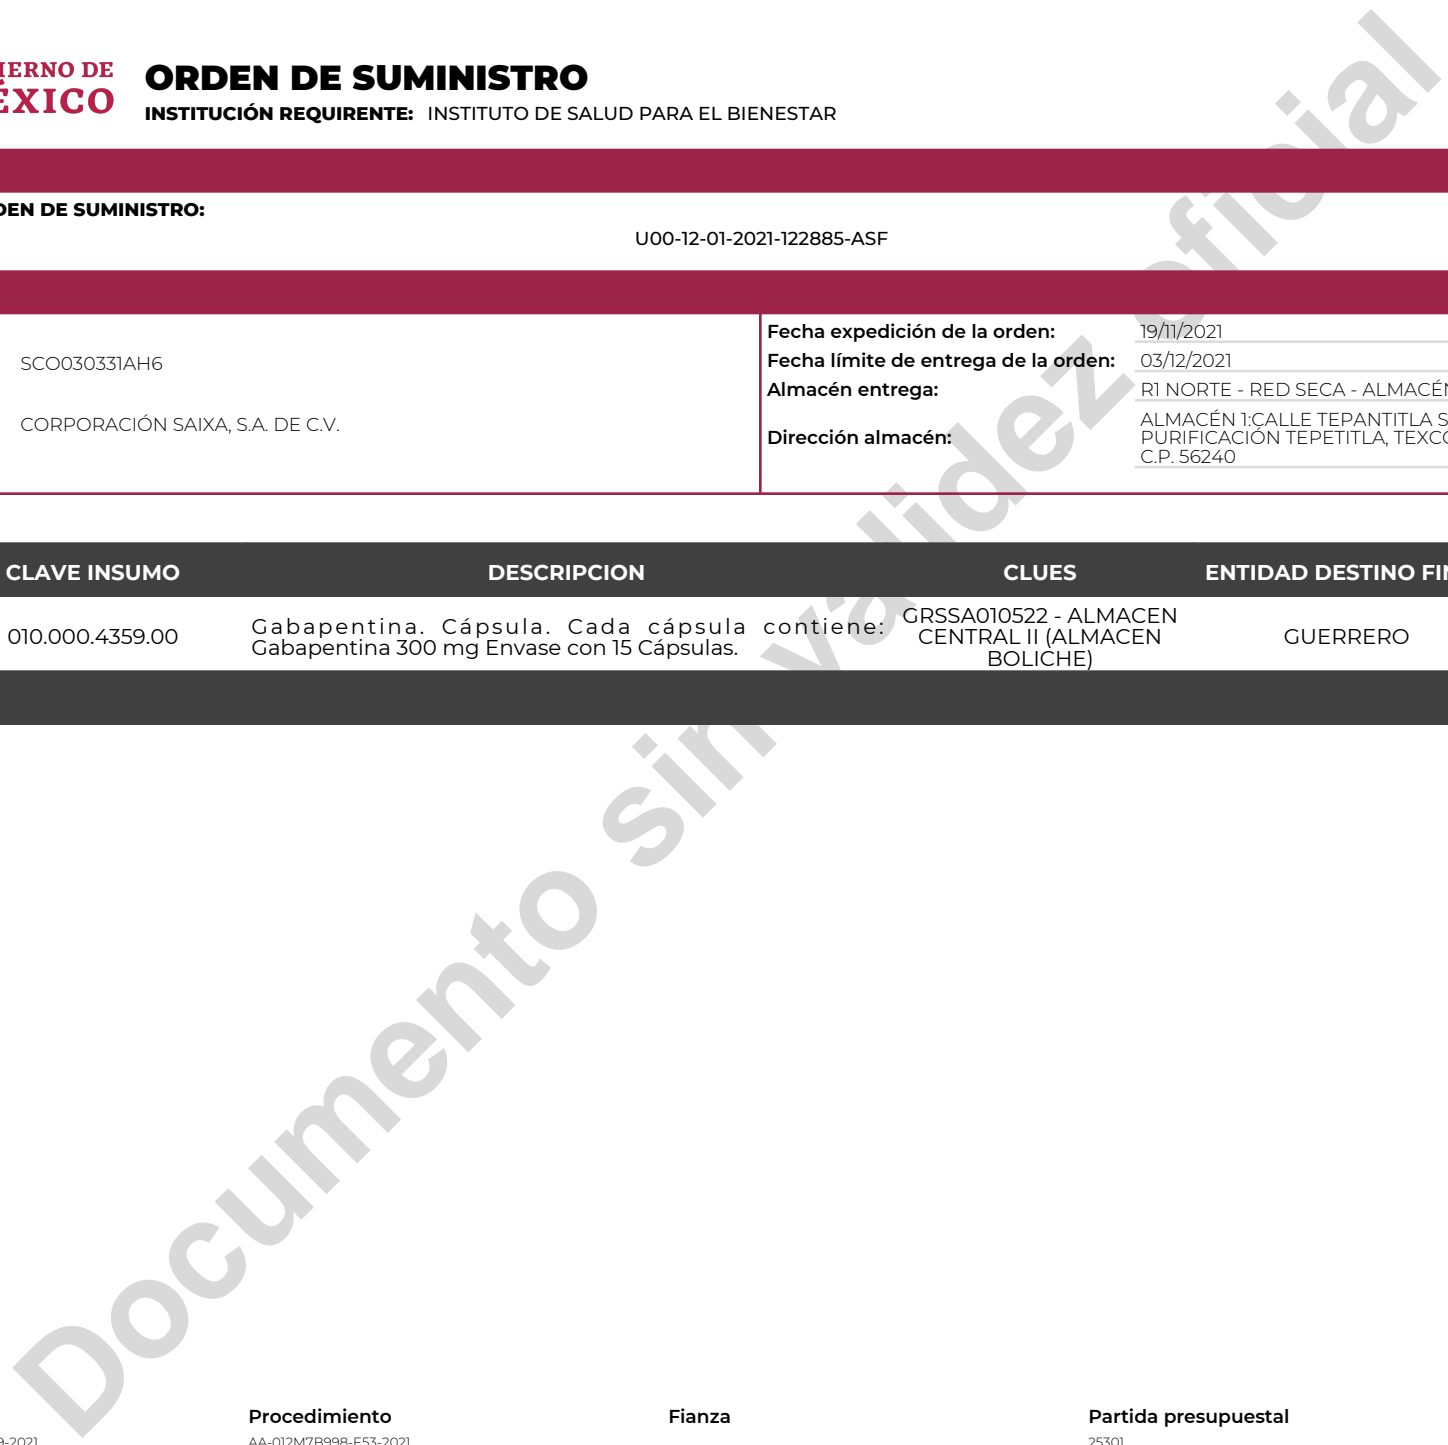 IERNO DE
ÉXICO
ORDEN DE SUMINISTRO
INSTITUCIÓN REQUIRENTE: INSTITUTO DE SALUD PARA EL BIENESTAR
DEN DE SUMINISTRO:
U00-12-01-2021-122885-ASF
SCO030331AH6
CORPORACIÓN SAIXA, S.A. DE C.V.
Fecha expedición de la orden: 19/11/2021
Fecha límite de entrega de la orden: 03/12/2021
Almacén entrega: R1 NORTE - RED SECA - ALMACÉN
Dirección almacén: ALMACÉN 1:CALLE TEPANTITLA S
PURIFICACIÓN TEPETITLA, TEXCO
C.P. 56240
CLAVE INSUMO DESCRIPCION CLUES ENTIDAD DESTINO FIN
010.000.4359.00
Gabapentina. Cápsula. Cada cápsula contiene:
Gabapentina 300 mg Envase con 15 Cápsulas.
GRSSA010522 - ALMACEN
CENTRAL II (ALMACEN
BOLICHE)
GUERRERO
Documento sin validez oficial
Procedimiento Fianza Partida presupuestal
9-2021 AA-012M7B998-E53-2021 25301